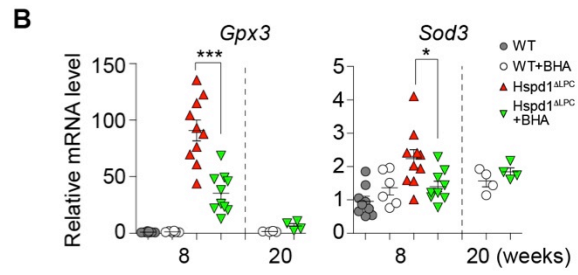 B
Gpx3
Sod3
WT
WT+BHA
Hspd1ΔLPC
Hspd1ΔLPC
+BHA
Relative mRNA level
150
100
50
0
***
8
20
5
4
3
2
1
0
*
8
20 (weeks)